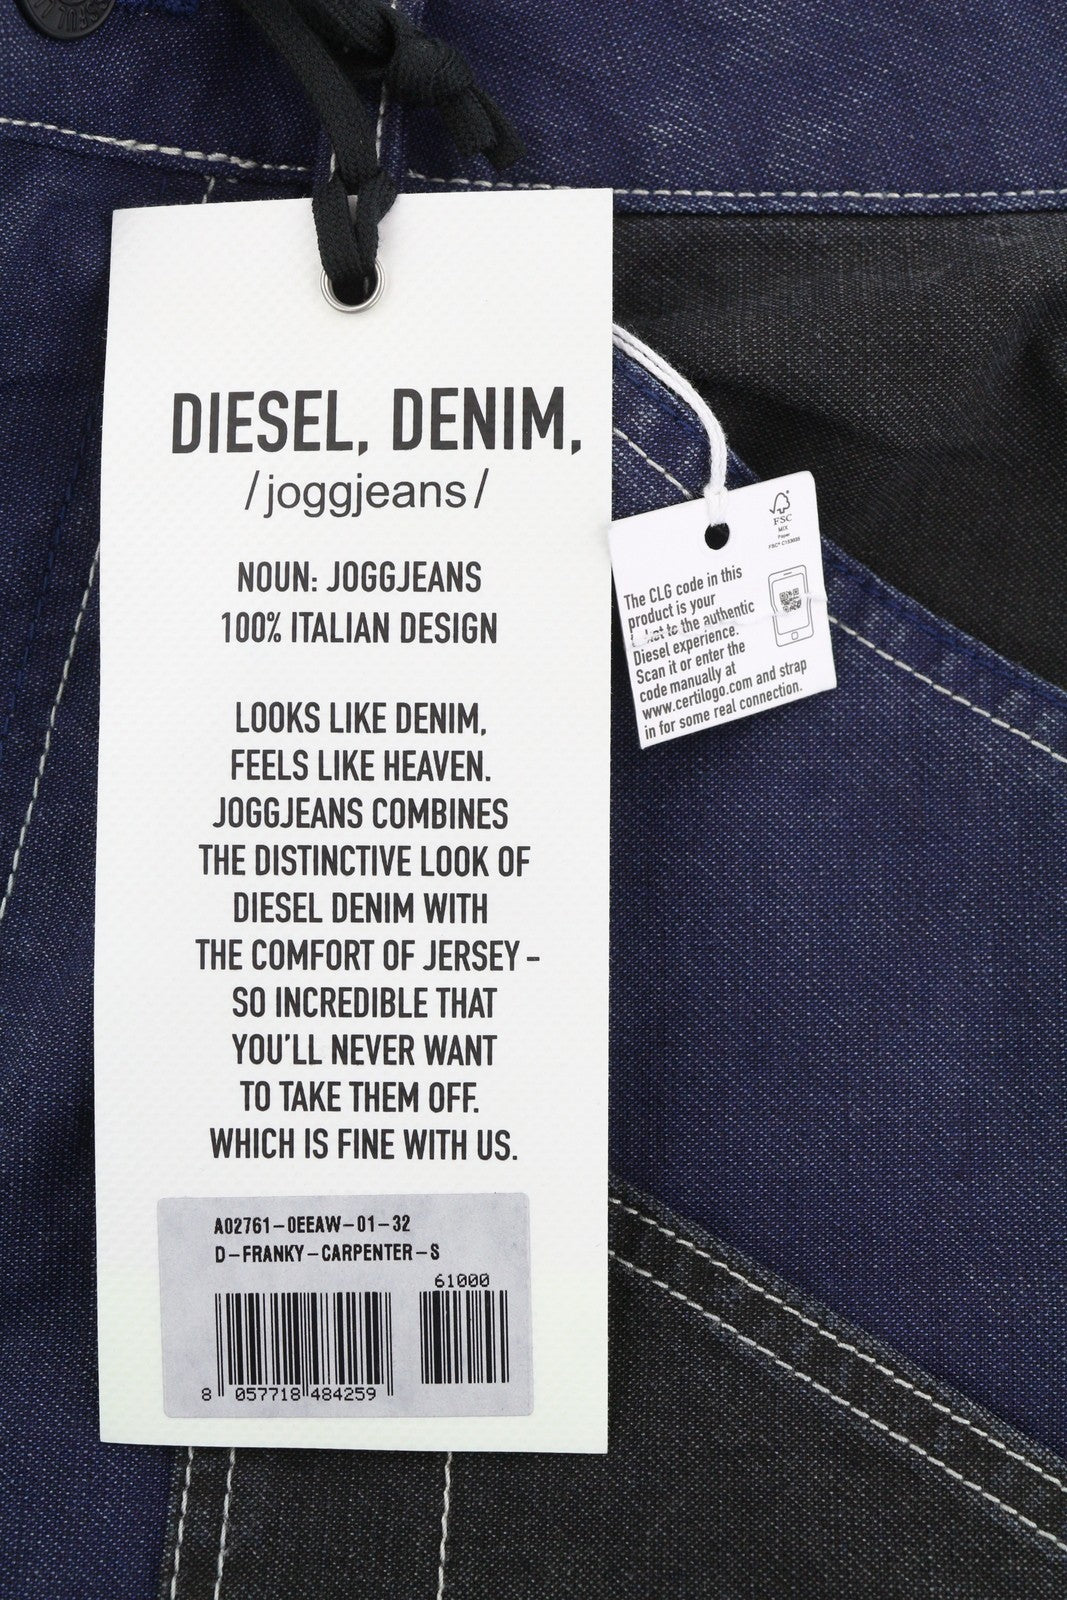 DIESEL, DENIM,
/joggjeans/
NOUN: JOGGJEANS
100% ITALIAN DESIGN
LOOKS LIKE DENIM,
FEELS LIKE HEAVEN.
JOGGJEANS COMBINES
THE DISTINCTIVE LOOK OF
DIESEL DENIM WITH
THE COMFORT OF JERSEY-
SO INCREDIBLE THAT
YOU'LL NEVER WANT
TO TAKE THEM OFF.
WHICH IS FINE WITH US.
A02761-0EEAW-01-32
D-FRANKY-CARPENTER-S
61000
8 057718 484259
FSC
MIX
Paper
The CLG code in this
product is your
to the authentic
Diesel experience.
Scan it or enter the
code manually at
www.certilogo.com and strap
in for some real connection.